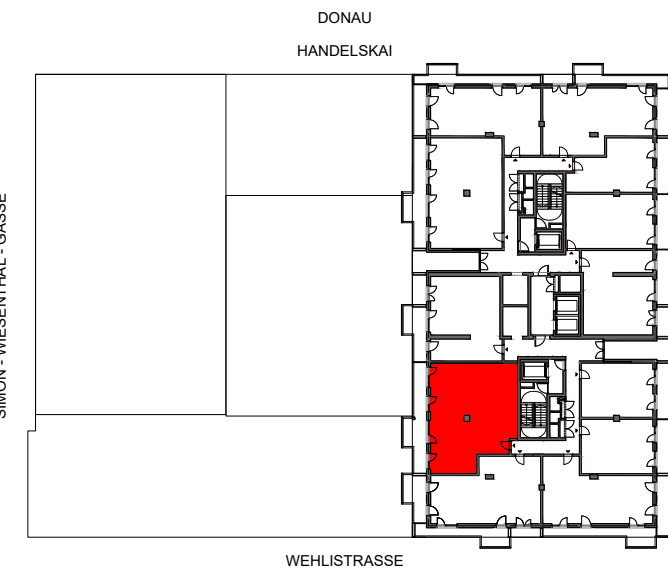 DONAU
HANDELSKAI
SIMON - WIESENTHAL - GASSE
WEHLISTRASSE